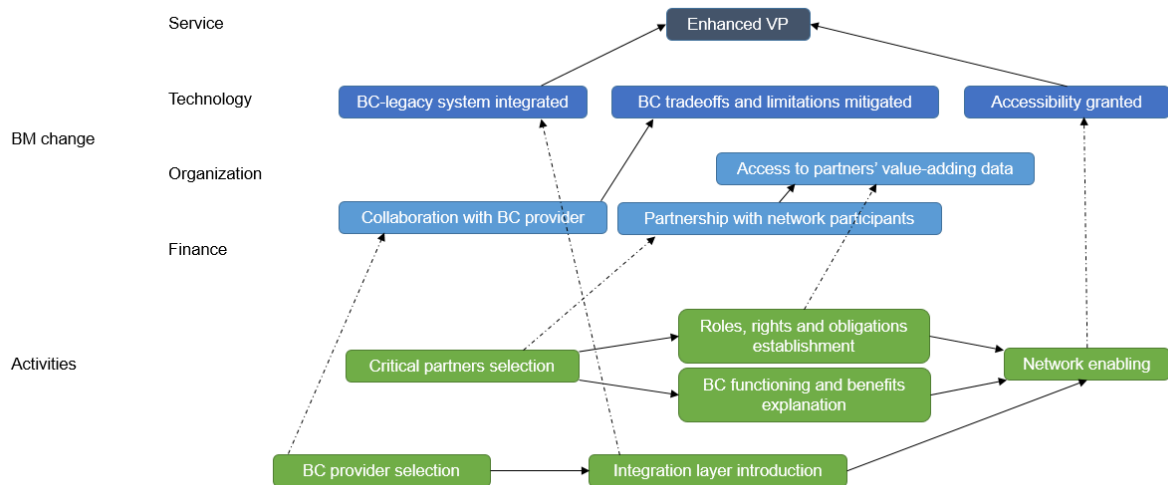 Service
Enhanced VP
Technology
BC-legacy system integrated
BC tradeoffs and limitations mitigated
Accessibility granted
BM change
Organization
Access to partners’ value-adding data
Collaboration with BC provider
Partnership with network participants
Finance
Activities
Critical partners selection
Roles, rights and obligations
establishment
BC functioning and benefits
explanation
Network enabling
BC provider selection
Integration layer introduction